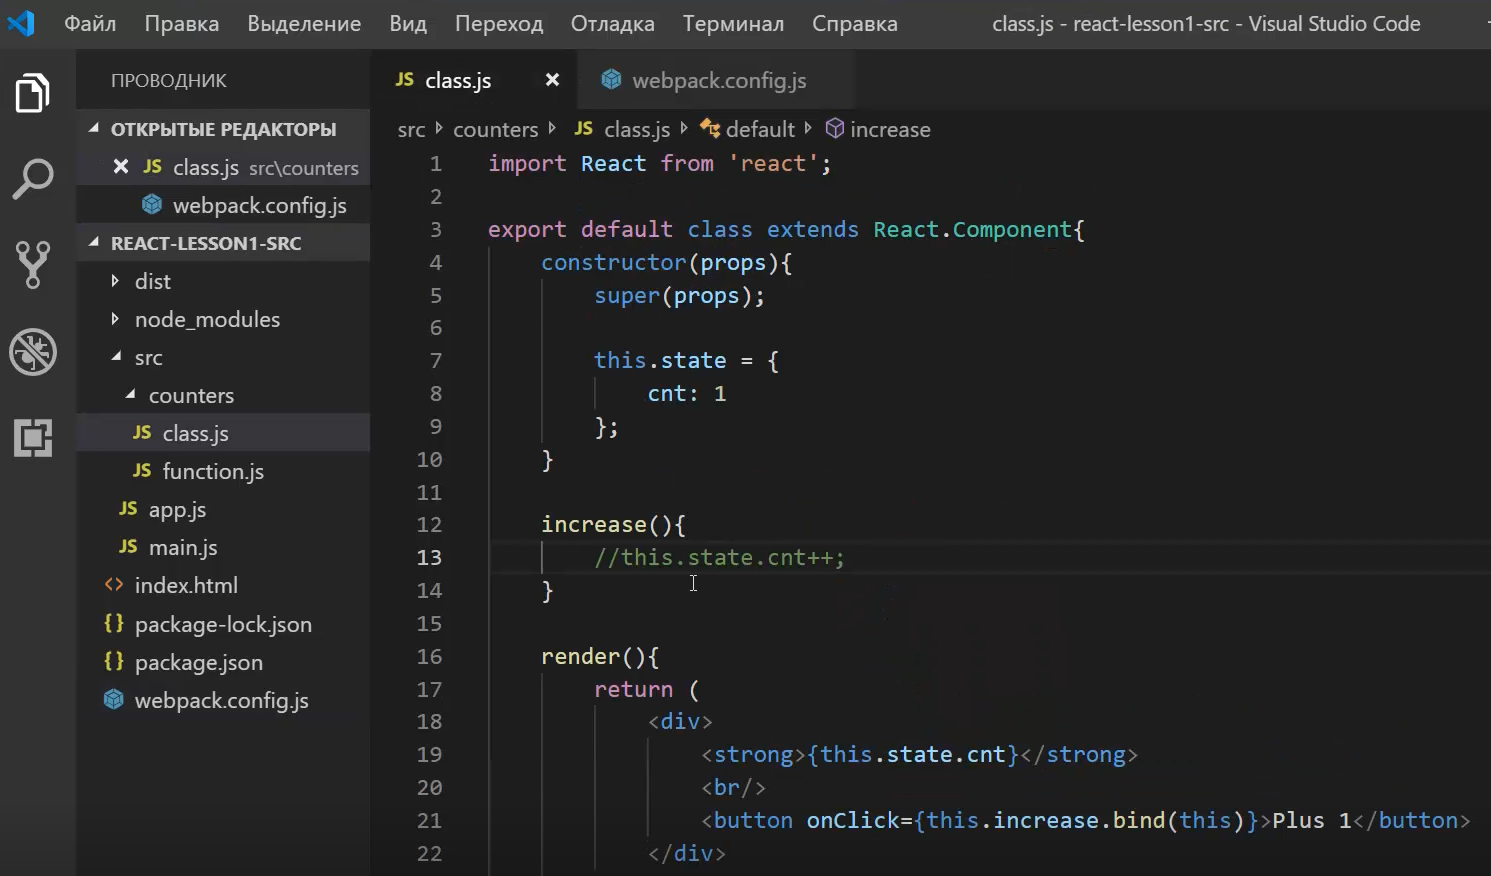 Файл Правка Выделение Вид Переход Отладка Терминал Справка class.js - react-lesson1-src - Visual Studio Code
ПРОВОДНИК
ОТКРЫТЫЕ РЕДАКТОРЫ
JS class.js src\counters
webpack.config.js
REACT-LESSON1-SRC
dist
node_modules
src
counters
JS class.js
JS function.js
JS app.js
JS main.js
<> index.html
{} package-lock.json
{} package.json
webpack.config.js
JS class.js webpack.config.js
src counters JS class.js default increase
1 import React from 'react';
2
3 export default class extends React.Component{
4 constructor(props){
5 super(props);
6
7 this.state = {
8 cnt: 1
9 };
10 }
11
12 increase(){
13 //this.state.cnt++;
14 }
15
16 render(){
17 return (
18 <div>
19 <strong>{this.state.cnt}</strong>
20 <br/>
21 <button onClick={this.increase.bind(this)}>Plus 1</button>
22 </div>